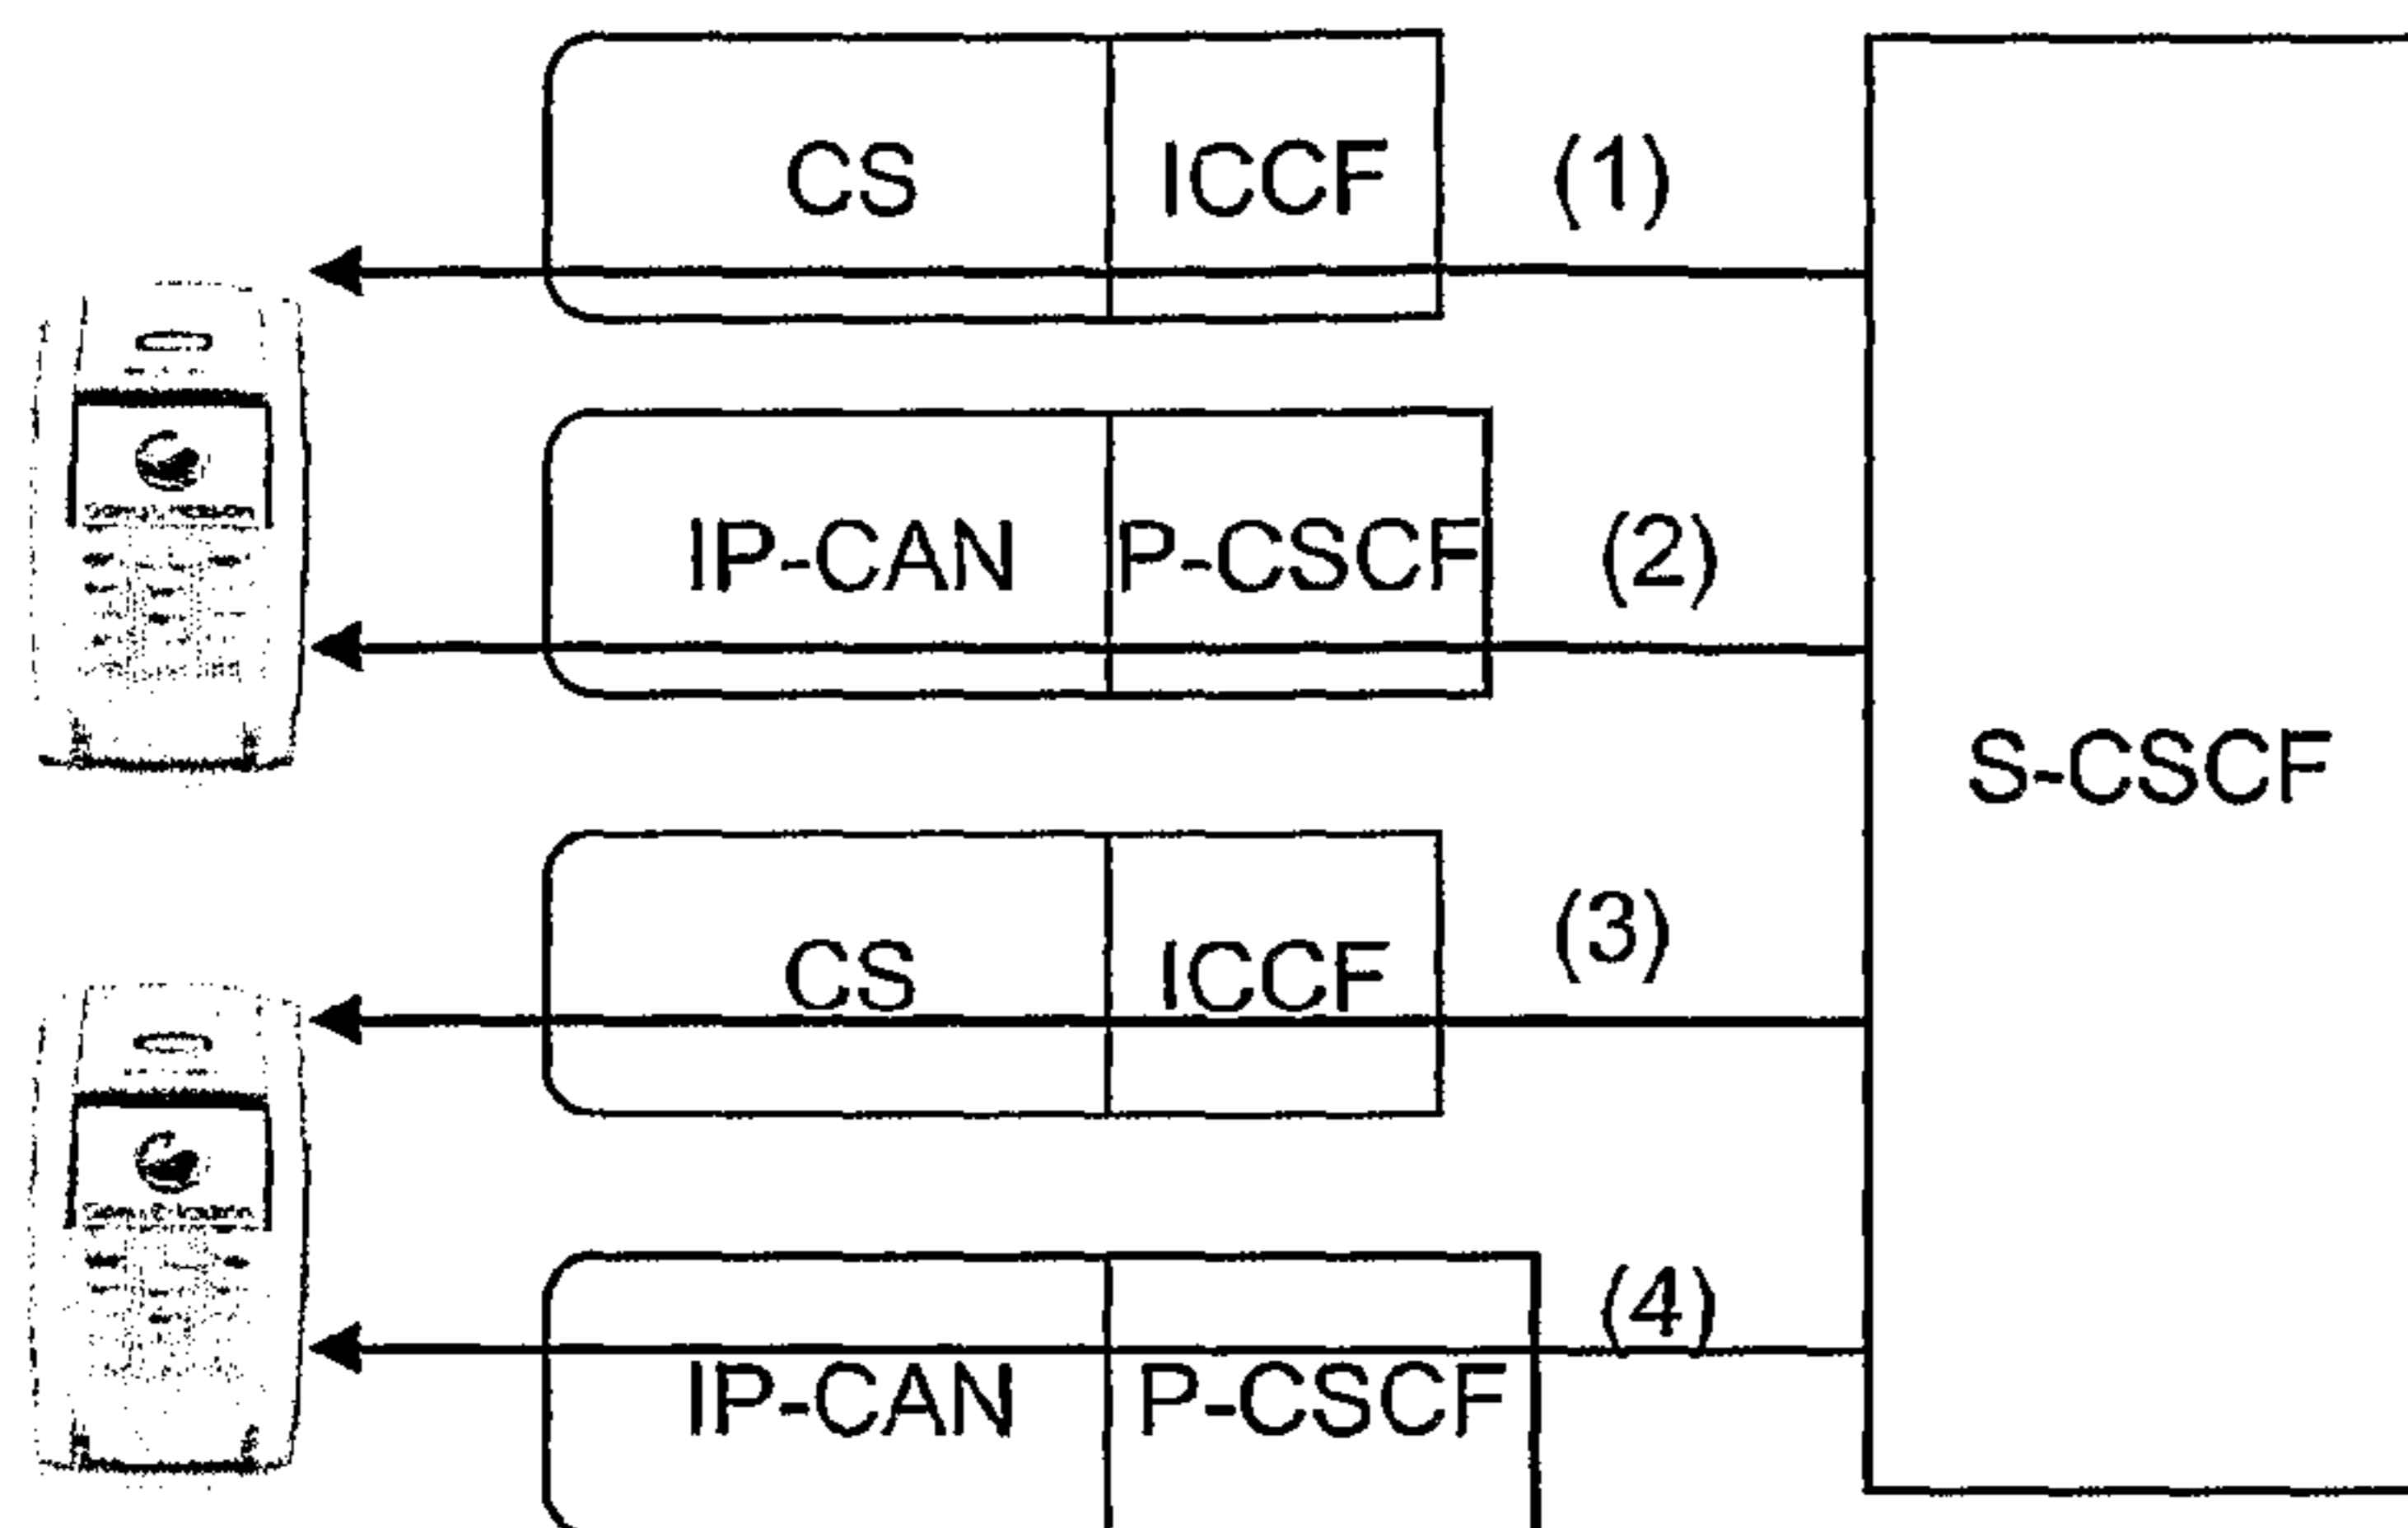 CS ICCF (1)
IP-CAN P-CSCF (2)
S-CSCF
CS ICCF (3)
IP-CAN P-CSCF (4)